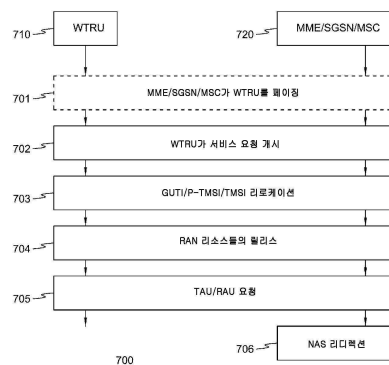 710
WTRU
720
MME/SGSN/MSC
701
MME/SGSN/MSC가 WTRU를 페이징
702
WTRU가 서비스 요청 개시
703
GUTI/P-TMSI/TMSI 리로케이션
704
RAN 리소스들의 릴리스
705
TAU/RAU 요청
700
706
NAS 리디렉션